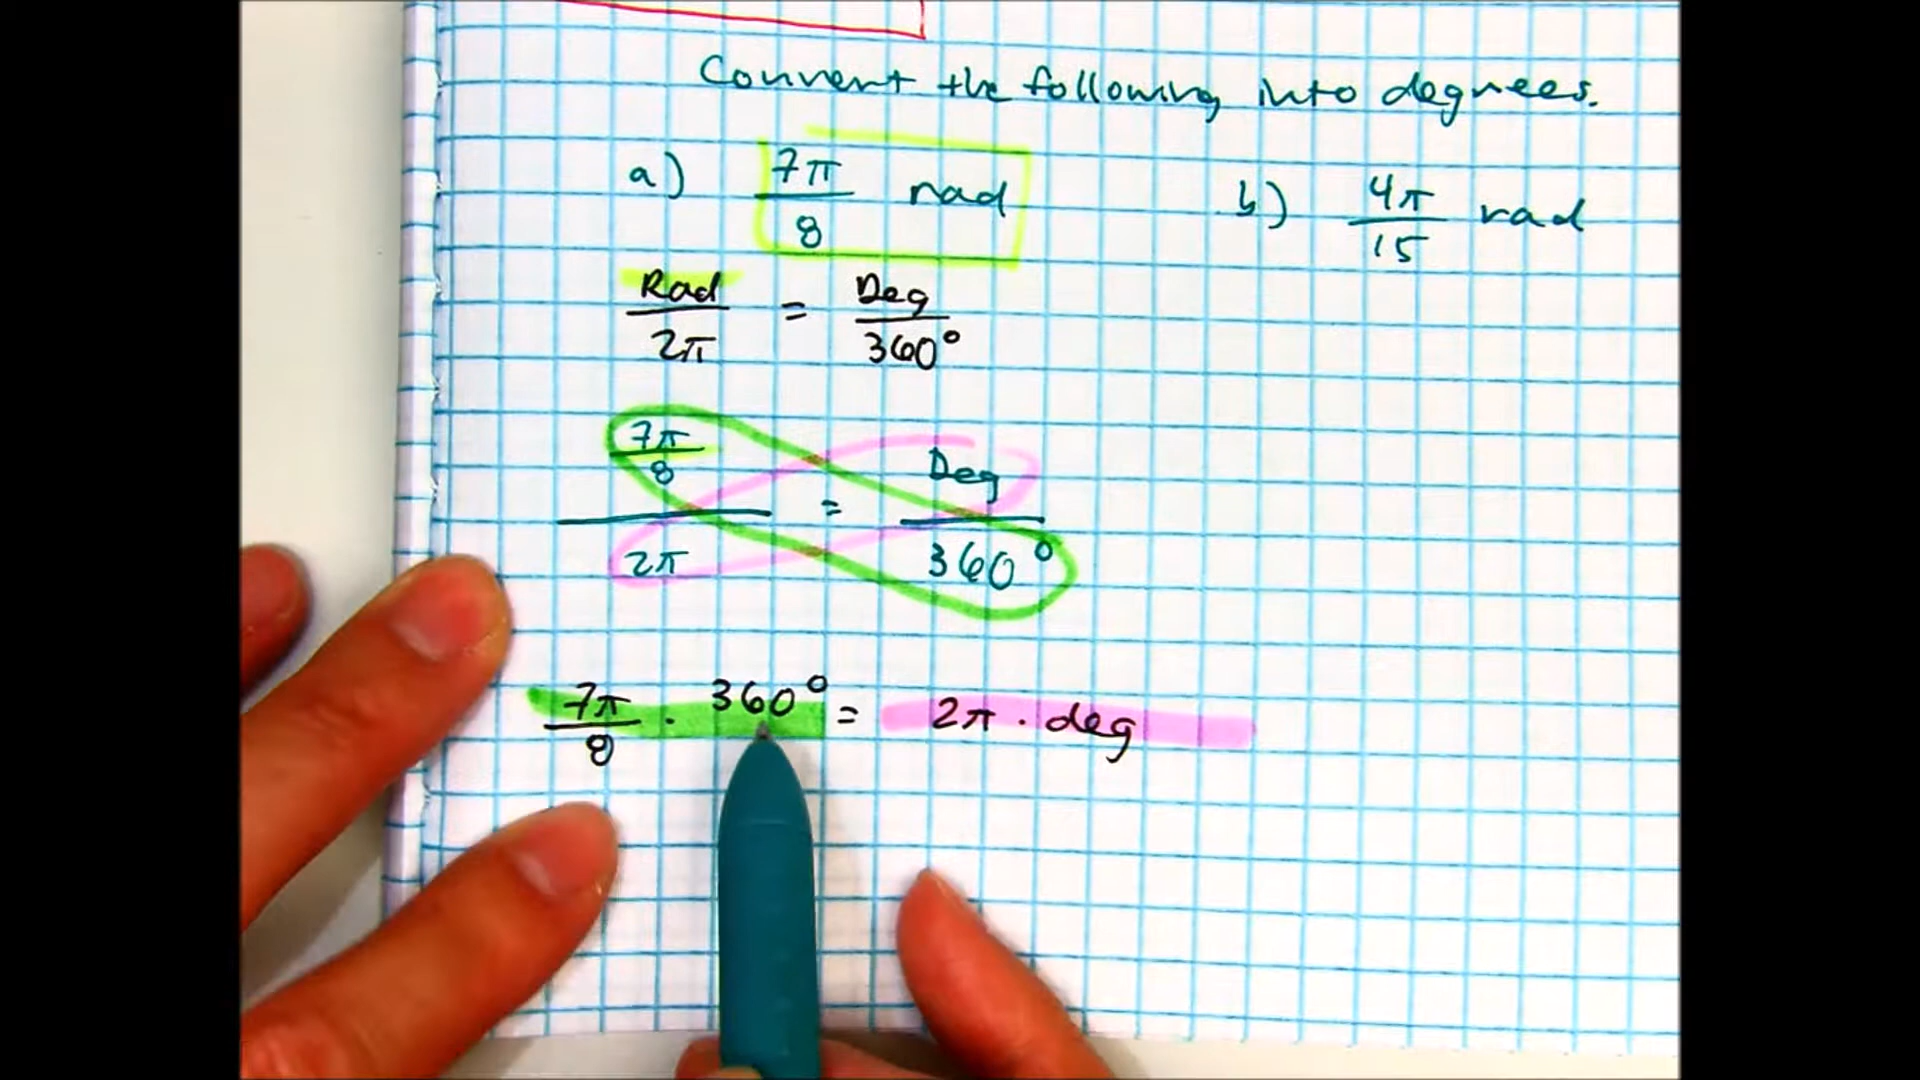 Convert the following into degrees.
a) 7π/8 rad
b) 4π/15 rad
Rad/2π = Deg/360°
7π/8 / 2π = Deg/360°
7π/8 · 360° = 2π · deg